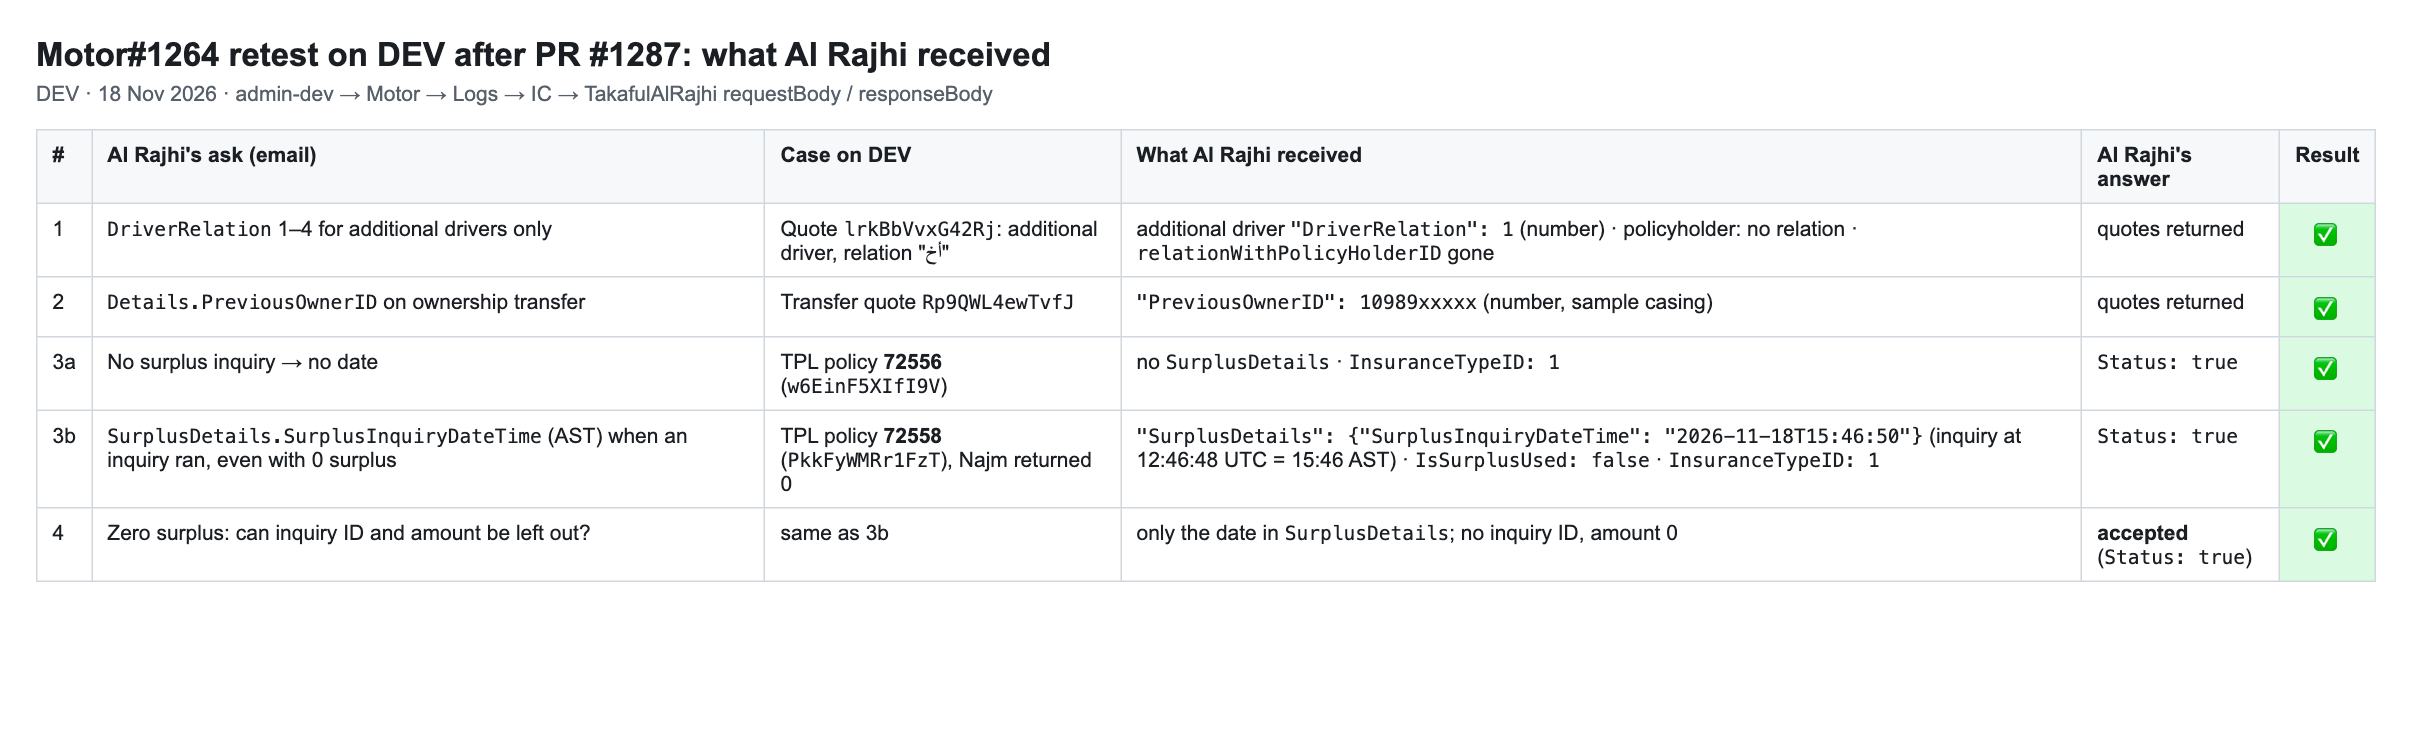 Motor#1264 retest on DEV after PR #1287: what Al Rajhi received
DEV · 18 Nov 2026 · admin-dev → Motor → Logs → IC → TakafulAlRajhi requestBody / responseBody
# Al Rajhi's ask (email) Case on DEV What Al Rajhi received Al Rajhi's answer Result
1 DriverRelation 1–4 for additional drivers only
Quote lrkBbVvxG42Rj: additional
driver, relation "أخ"
additional driver "DriverRelation": 1 (number) · policyholder: no relation ·
relationWithPolicyHolderID gone
quotes returned ✅
2 Details.PreviousOwnerID on ownership transfer
Transfer quote Rp9QWL4ewTvfJ
"PreviousOwnerID": 10989xxxxx (number, sample casing)
quotes returned ✅
3a No surplus inquiry → no date
TPL policy 72556
(w6EinF5XIfI9V)
no SurplusDetails · InsuranceTypeID: 1
Status: true ✅
3b SurplusDetails.SurplusInquiryDateTime (AST) when an
inquiry ran, even with 0 surplus
TPL policy 72558
(PkkFyWMRr1FzT), Najm returned
0
"SurplusDetails": {"SurplusInquiryDateTime": "2026-11-18T15:46:50"} (inquiry at
12:46:48 UTC = 15:46 AST) · IsSurplusUsed: false · InsuranceTypeID: 1
Status: true ✅
4 Zero surplus: can inquiry ID and amount be left out?
same as 3b
only the date in SurplusDetails; no inquiry ID, amount 0
accepted
(Status: true) ✅